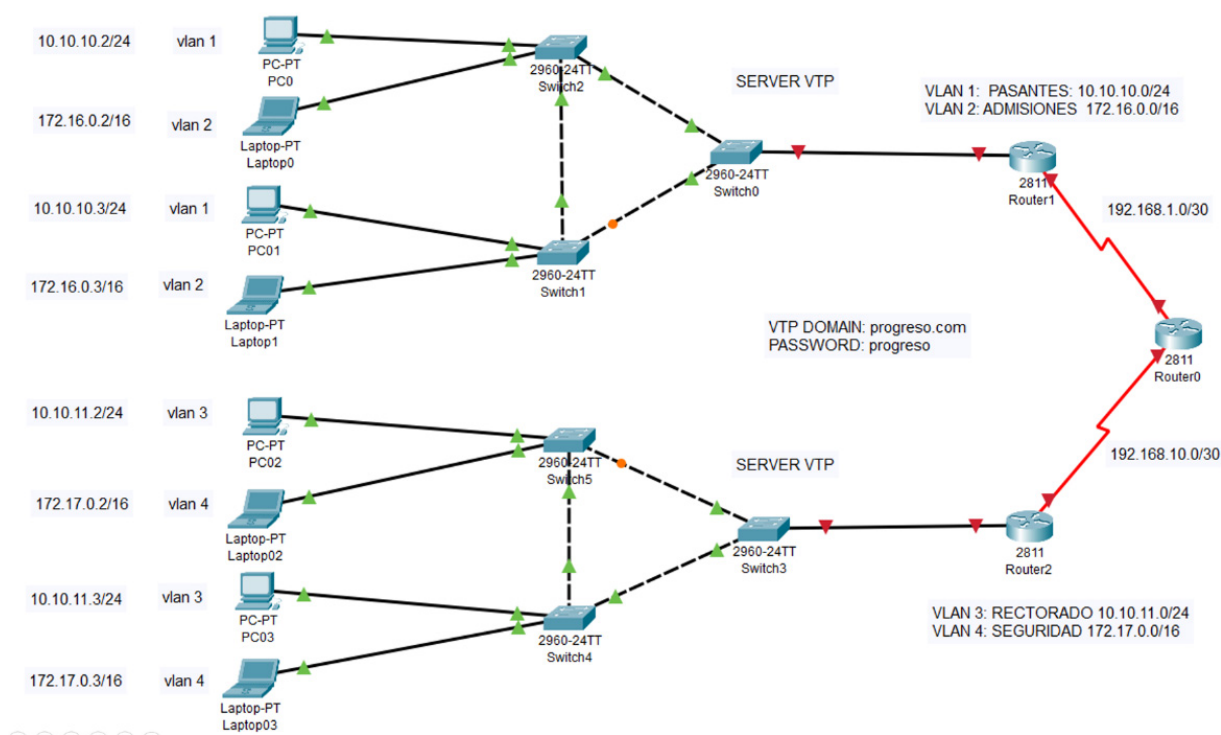 10.10.10.2/24
vlan 1
PC-PT
PC0
172.16.0.2/16
vlan 2
Laptop-PT
Laptop0
10.10.10.3/24
vlan 1
PC-PT
PC01
172.16.0.3/16
vlan 2
Laptop-PT
Laptop1
2960-24TT
Switch2
2960-24TT
Switch1
SERVER VTP
2960-24TT
Switch0
VLAN 1: PASANTES: 10.10.10.0/24
VLAN 2: ADMISIONES 172.16.0.0/16
2811
Router1
192.168.1.0/30
VTP DOMAIN: progreso.com
PASSWORD: progreso
2811
Router0
10.10.11.2/24
vlan 3
PC-PT
PC02
172.17.0.2/16
vlan 4
Laptop-PT
Laptop02
10.10.11.3/24
vlan 3
PC-PT
PC03
172.17.0.3/16
vlan 4
Laptop-PT
Laptop03
2960-24TT
Switch5
2960-24TT
Switch4
SERVER VTP
2960-24TT
Switch3
192.168.10.0/30
2811
Router2
VLAN 3: RECTORADO 10.10.11.0/24
VLAN 4: SEGURIDAD 172.17.0.0/16